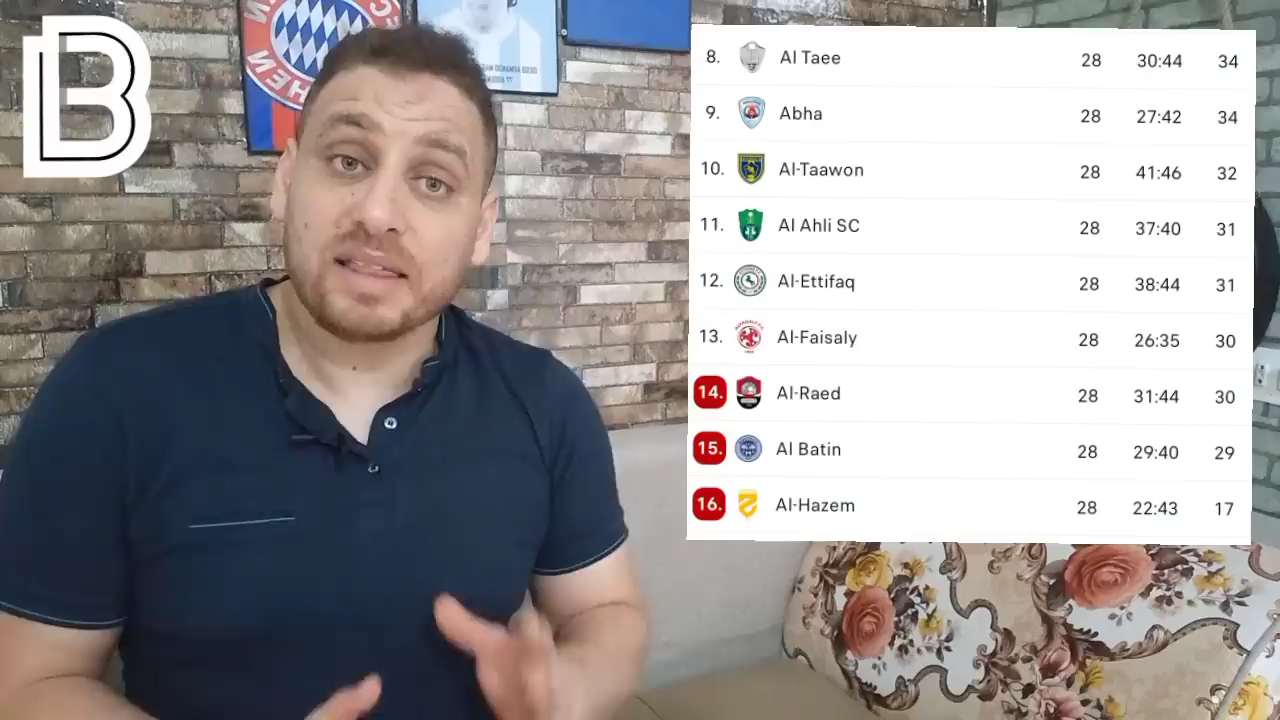 B
8. Al Taee 28 30:44 34
9. Abha 28 27:42 34
10. Al-Taawon 28 41:46 32
11. Al Ahli SC 28 37:40 31
12. Al-Ettifaq 28 38:44 31
13. Al-Faisaly 28 26:35 30
14. Al-Raed 28 31:44 30
15. Al Batin 28 29:40 29
16. Al-Hazem 28 22:43 17